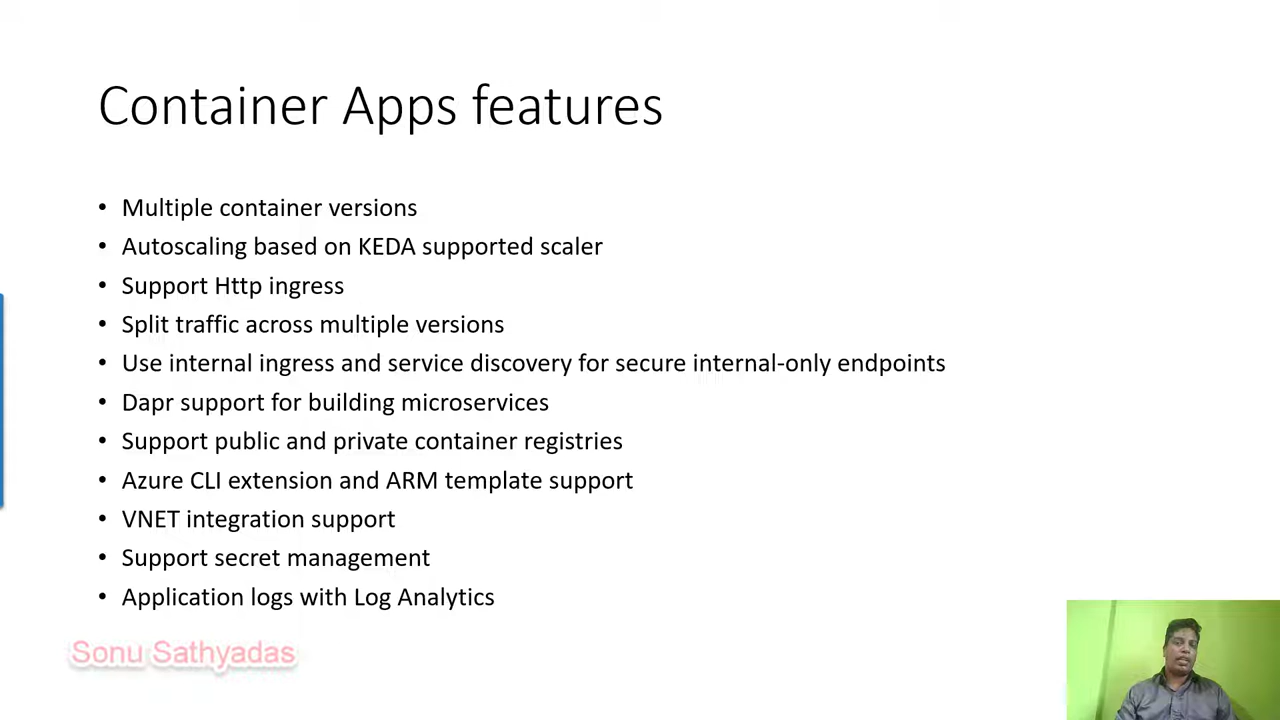 Container Apps features
• Multiple container versions
• Autoscaling based on KEDA supported scaler
• Support Http ingress
• Split traffic across multiple versions
• Use internal ingress and service discovery for secure internal-only endpoints
• Dapr support for building microservices
• Support public and private container registries
• Azure CLI extension and ARM template support
• VNET integration support
• Support secret management
• Application logs with Log Analytics
Sonu Sathyadas